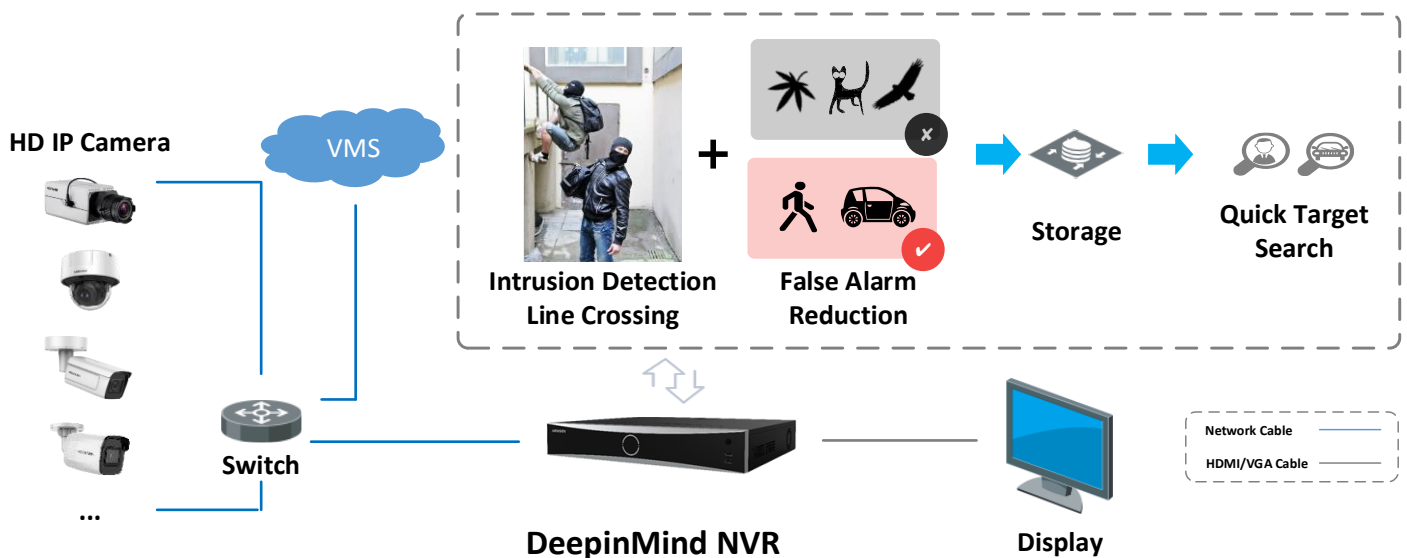 HD IP Camera
VMS
Intrusion Detection
Line Crossing
False Alarm
Reduction
Storage
Quick Target
Search
Switch
...
DeepinMind NVR
Display
Network Cable
HDMI/VGA Cable